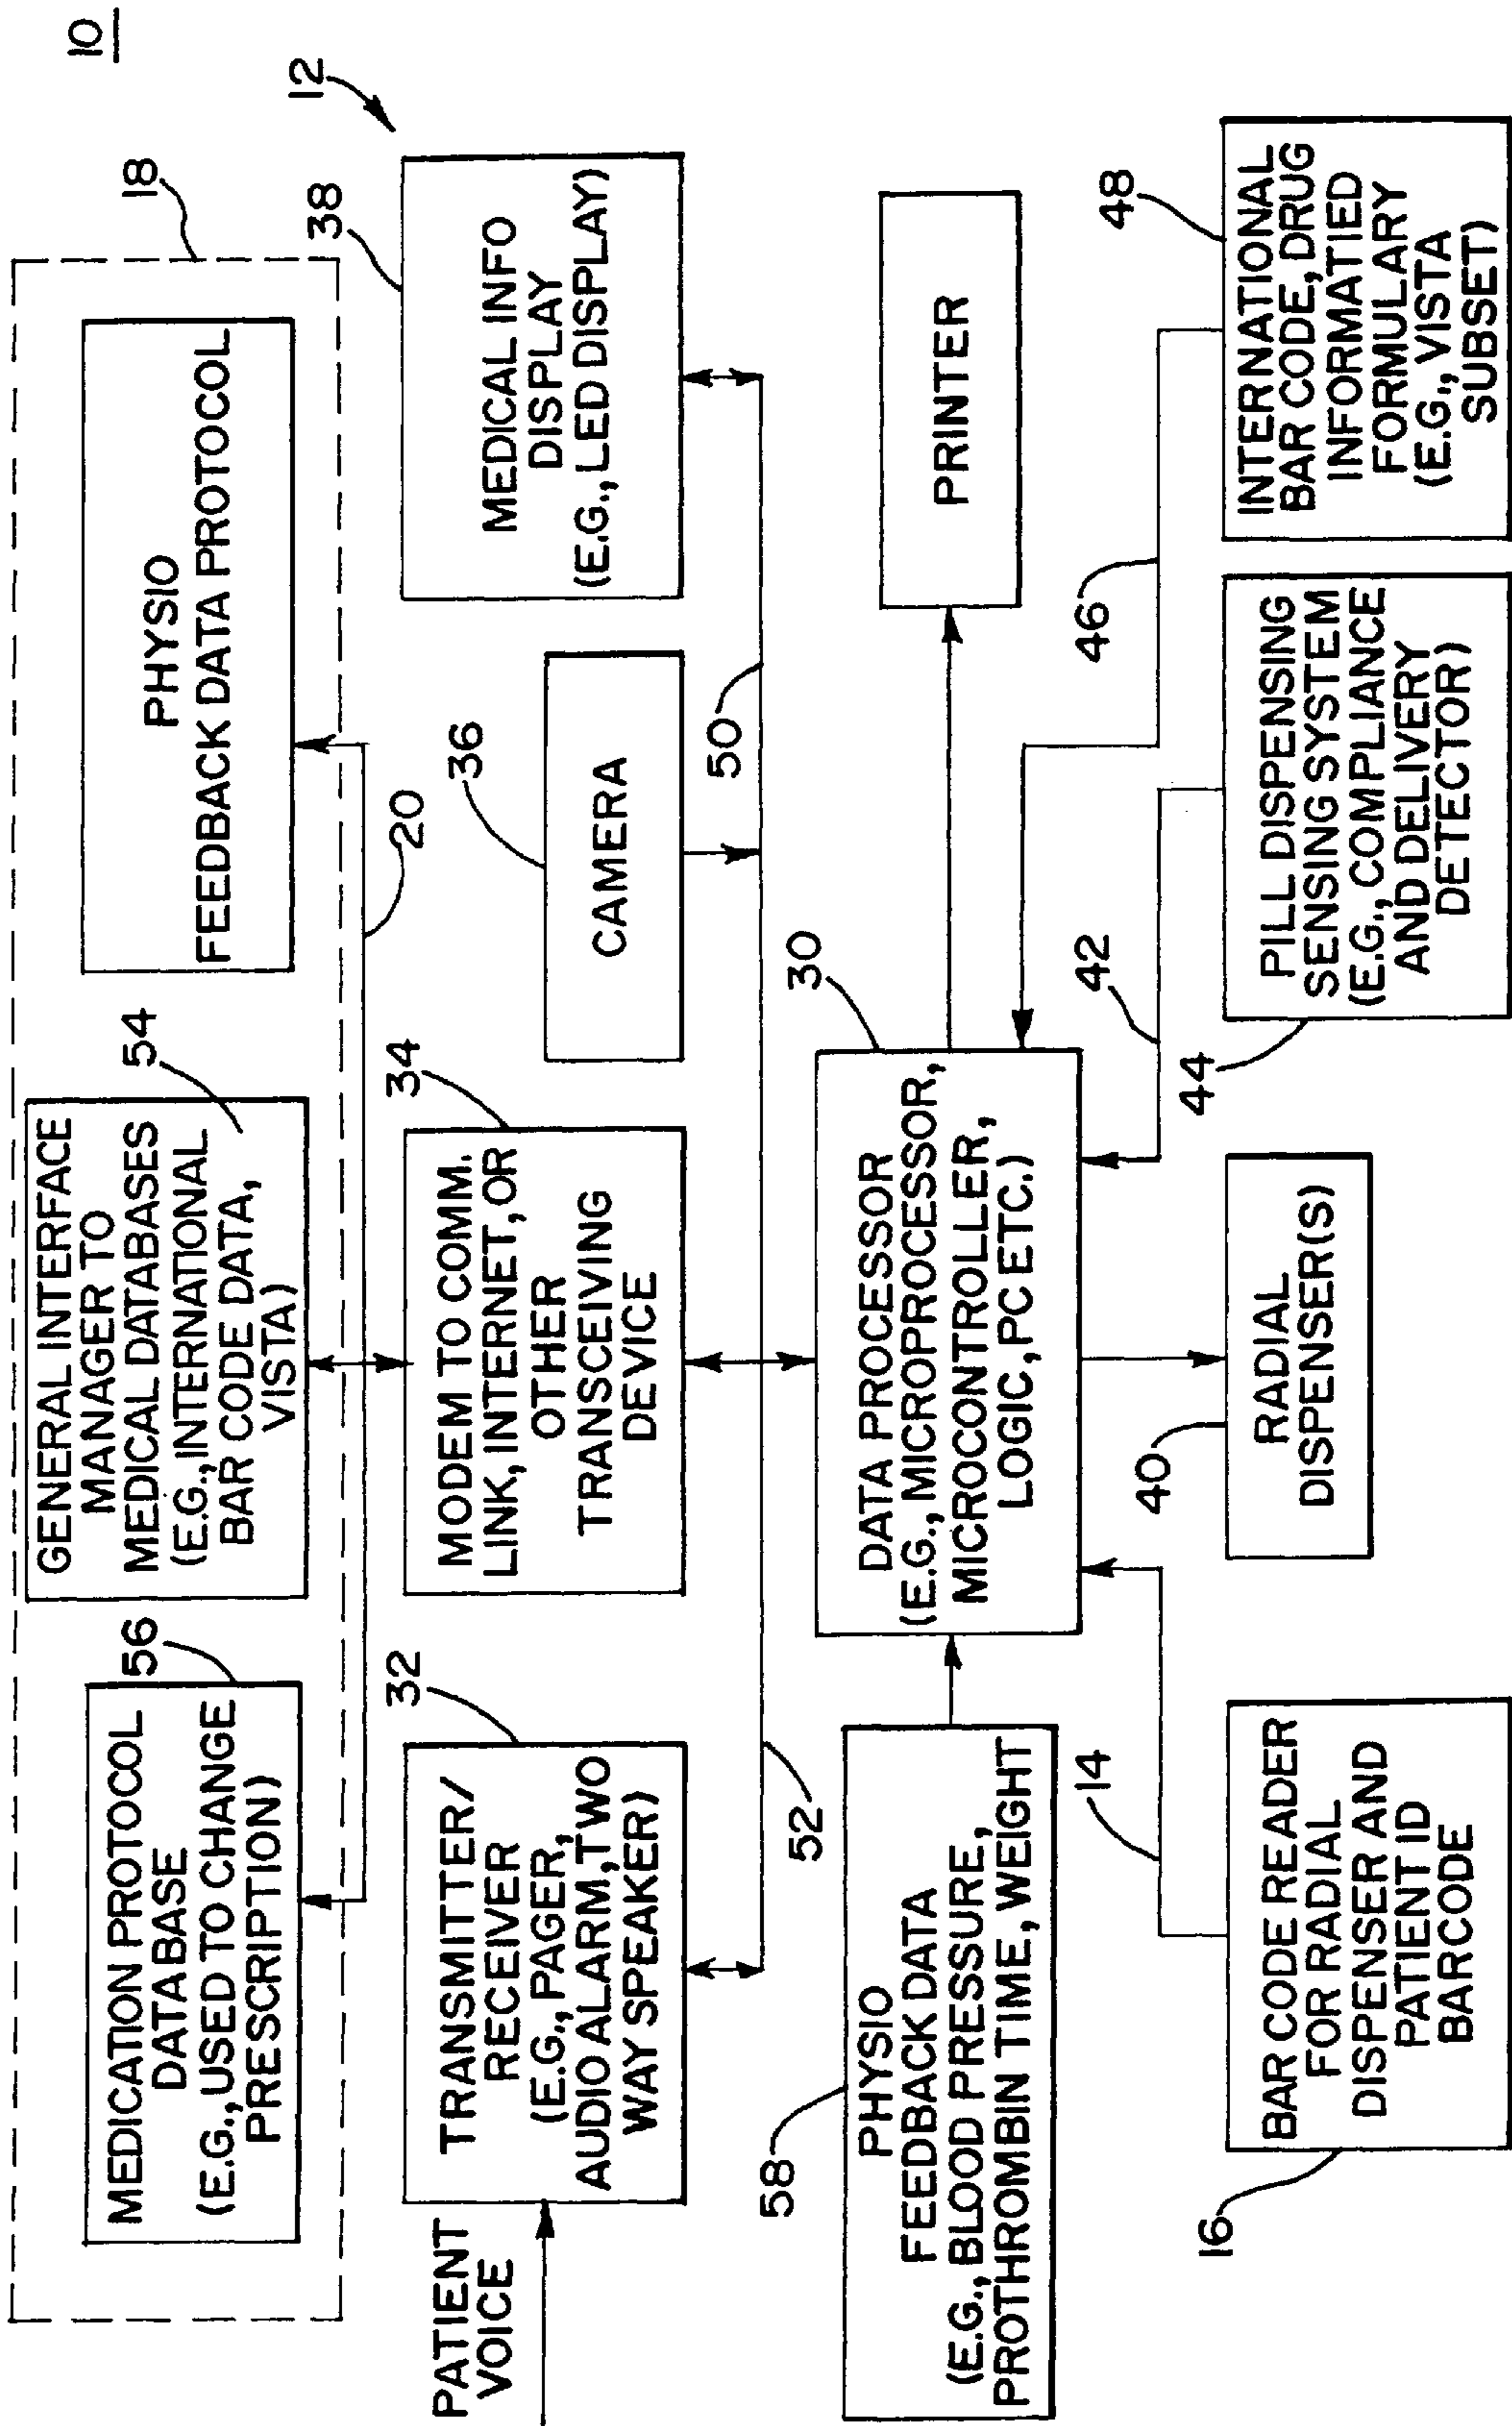 10
12
18
MEDICATION PROTOCOL
DATABASE
(E.G., USED TO CHANGE
PRESCRIPTION)
56
GENERAL INTERFACE
MANAGER TO
MEDICAL DATABASES
(E.G., INTERNATIONAL
BAR CODE DATA,
VISTA)
54
PHYSIO
FEEDBACK DATA PROTOCOL
20
PATIENT
VOICE
TRANSMITTER/
RECEIVER
(E.G., PAGER,
AUDIO ALARM, TWO
WAY SPEAKER)
32
MODEM TO COMM.
LINK, INTERNET, OR
OTHER
TRANSCEIVING
DEVICE
34
CAMERA
36
MEDICAL INFO
DISPLAY
(E.G., LED DISPLAY)
38
52
50
58
PHYSIO
FEEDBACK DATA
(E.G., BLOOD PRESSURE,
PROTHROMBIN TIME, WEIGHT
DATA PROCESSOR
(E.G., MICROPROCESSOR,
MICROCONTROLLER,
LOGIC, PC ETC.)
30
PRINTER
14
42
46
16
BAR CODE READER
FOR RADIAL
DISPENSER AND
PATIENT ID
BARCODE
40
RADIAL
DISPENSER(S)
44
PILL DISPENSING
SENSING SYSTEM
(E.G., COMPLIANCE
AND DELIVERY
DETECTOR)
48
INTERNATIONAL
BAR CODE, DRUG
INFORMATIED
FORMULARY
(E.G., VISTA
SUBSET)